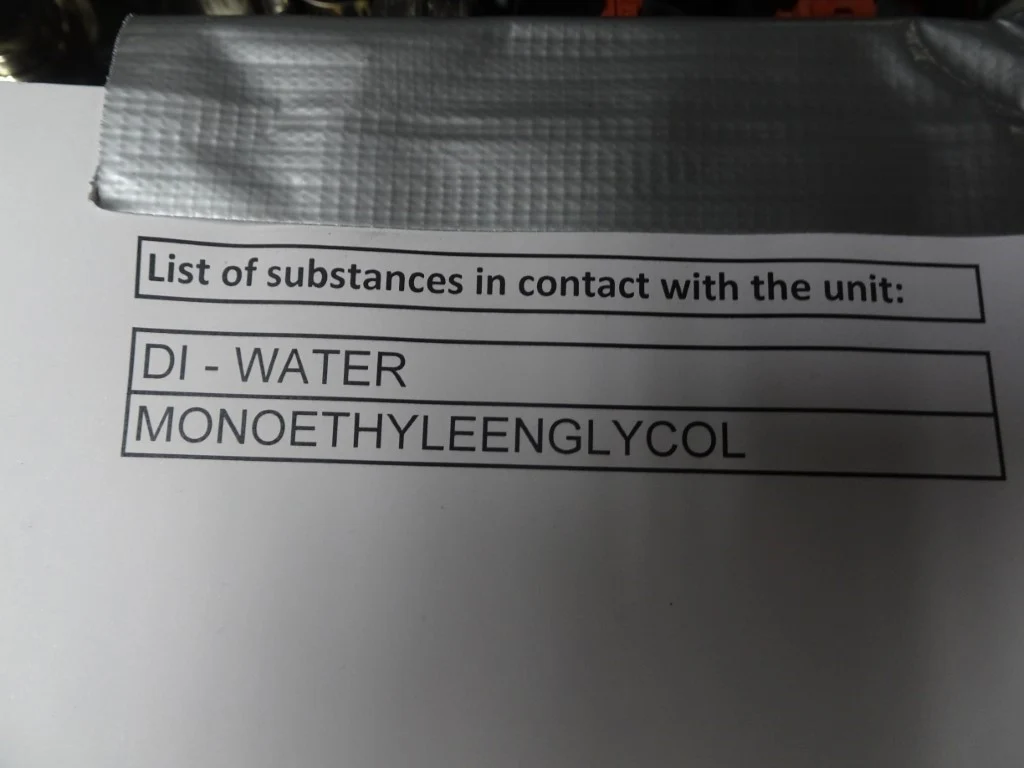 List of substances in contact with the unit:
DI - WATER
MONOETHYLEENGLYCOL